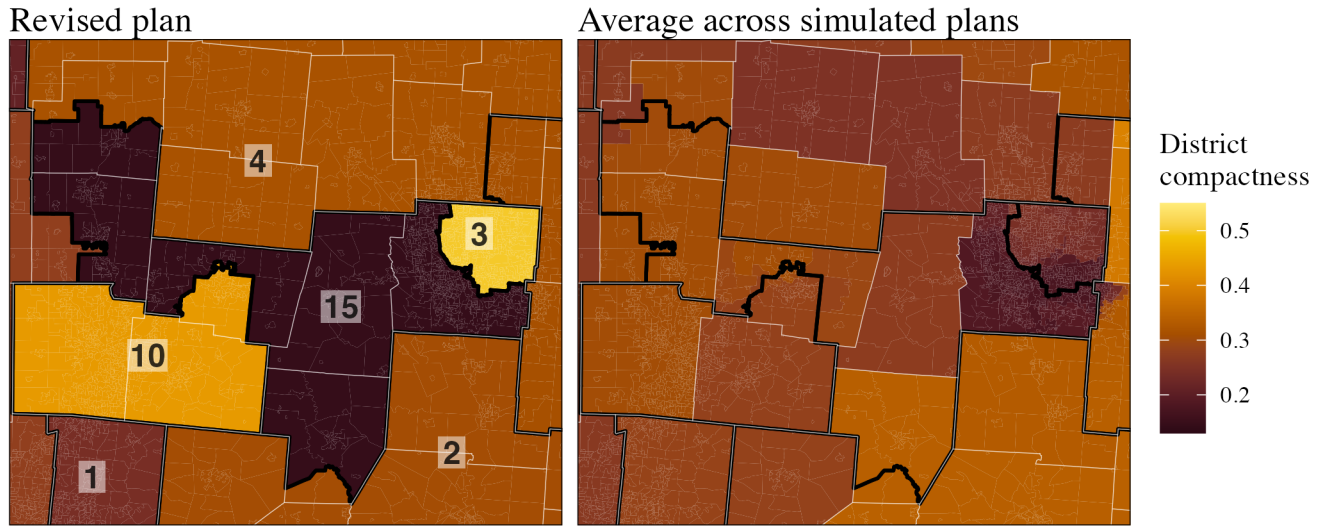 Revised plan
Average across simulated plans
4
3
15
10
2
1
District
compactness
0.5
0.4
0.3
0.2